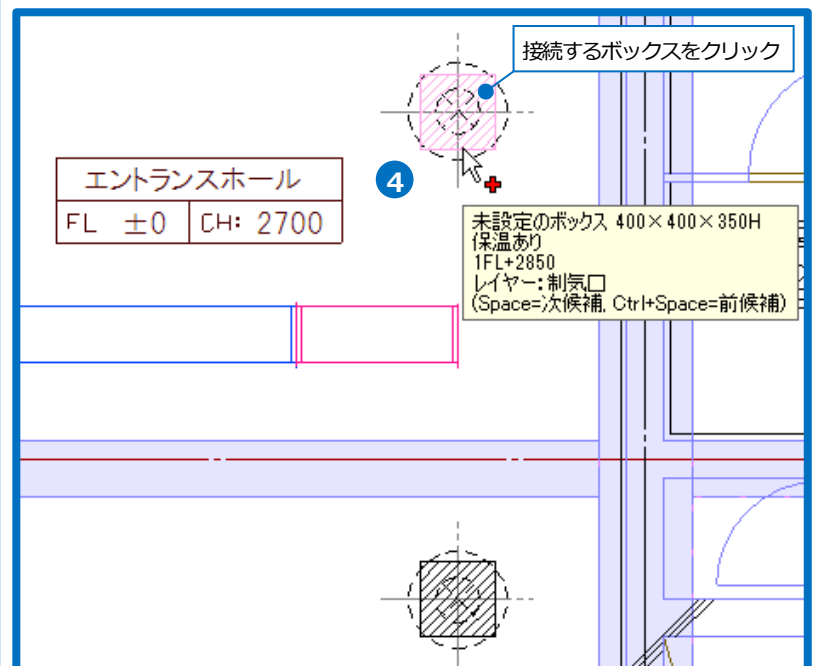 接続するボックスをクリック
4
エントランスホール
FL ±0 CH: 2700
未設定のボックス 400×400×350H
保温あり
1FL+2850
レイヤー:制気口
(Space=次候補, Ctrl+Space=前候補)